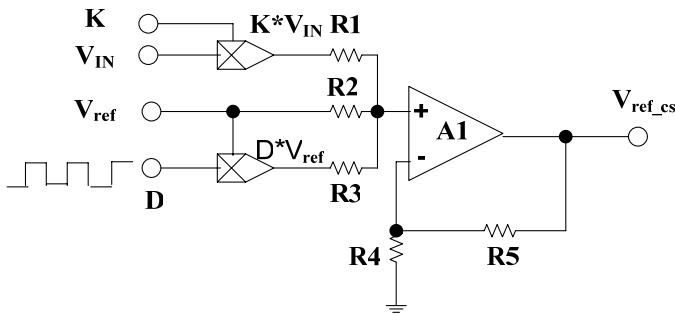 K
K*V_IN R1
V_IN
R2
V_ref
V_ref_cs
+
A1
D*V_ref
-
D
R3
R4
R5